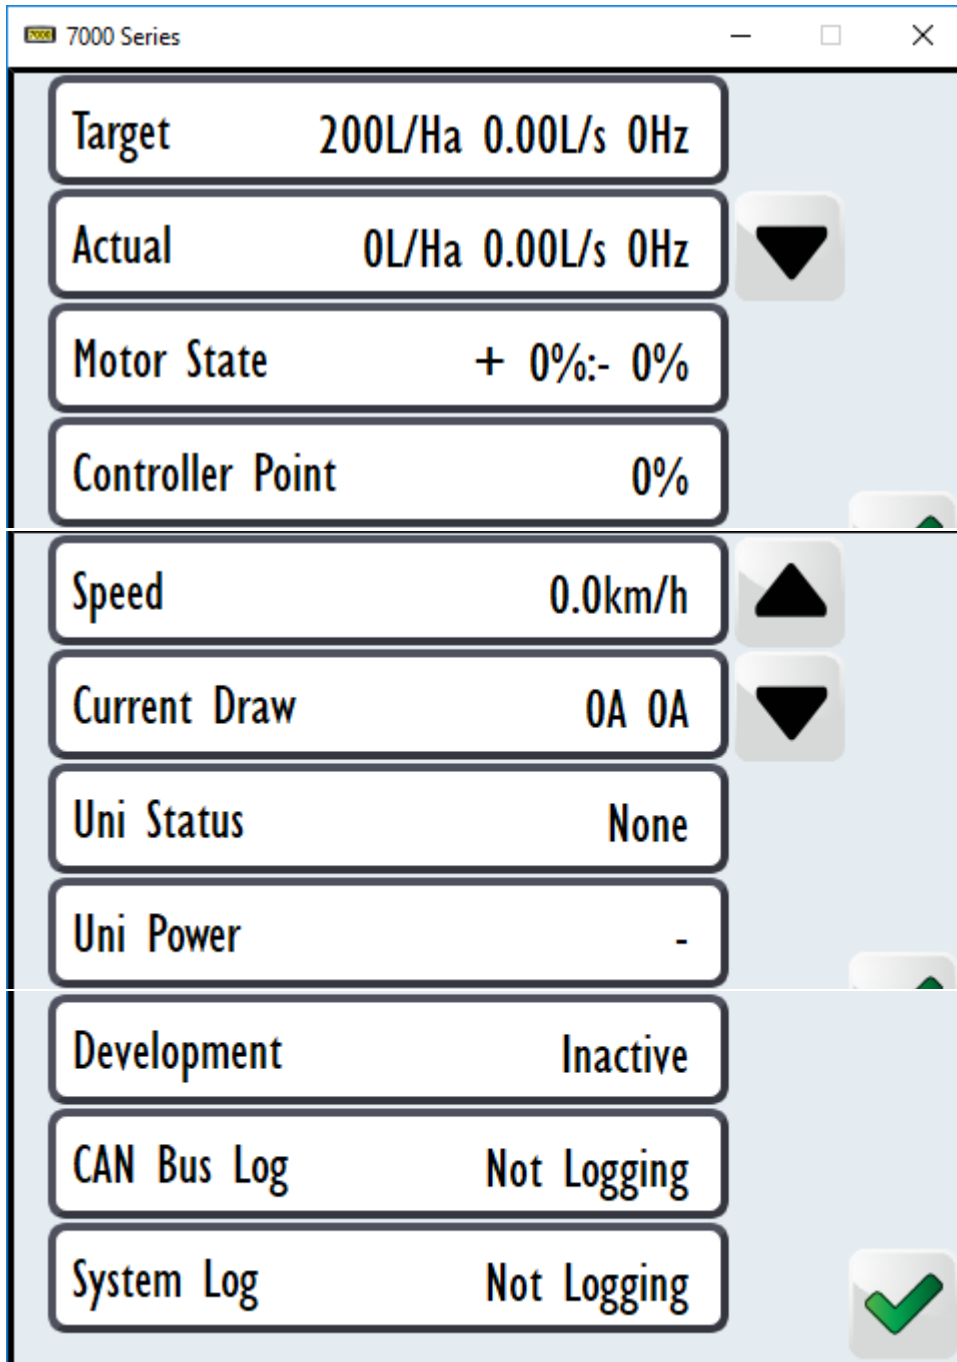 7000 7000 Series
Target 200L/Ha 0.00L/s 0Hz
Actual 0L/Ha 0.00L/s 0Hz
Motor State + 0%:- 0%
Controller Point 0%
Speed 0.0km/h
Current Draw 0A 0A
Uni Status None
Uni Power -
Development Inactive
CAN Bus Log Not Logging
System Log Not Logging